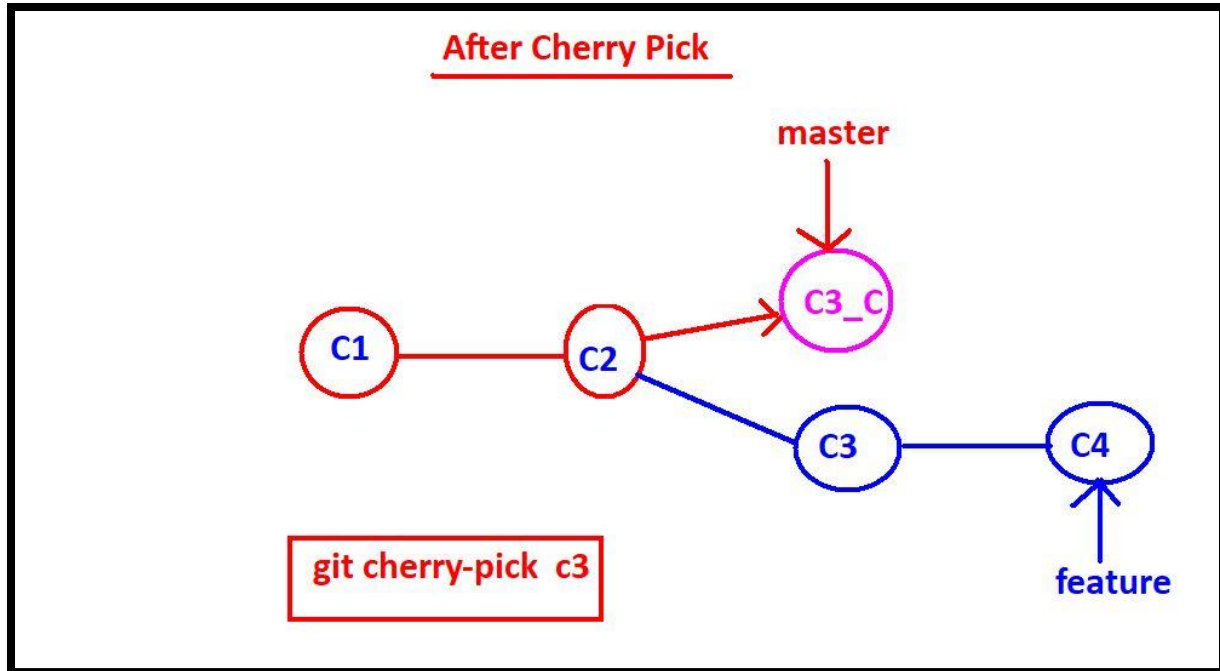 After Cherry Pick
master
C3_C
C1
C2
C3
C4
git cherry-pick c3
feature